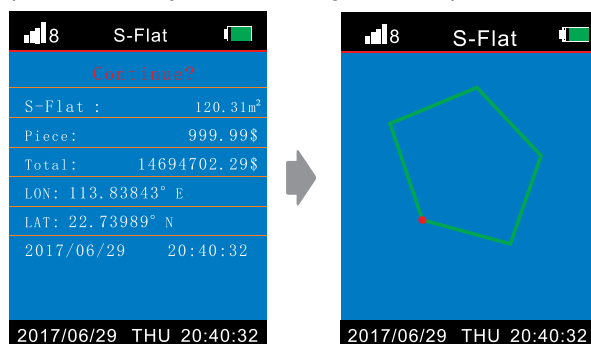 8 S-Flat
Continue?
S-Flat : 120.31m²
Piece: 999.99$
Total: 14694702.29$
LON: 113.83843° E
LAT: 22.73989° N
2017/06/29 20:40:32
2017/06/29 THU 20:40:32
8 S-Flat
2017/06/29 THU 20:40:32